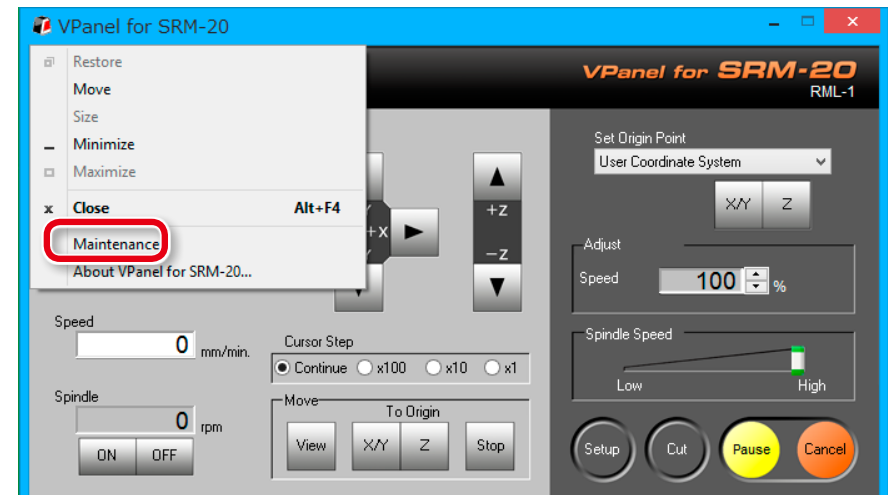 VPanel for SRM-20
Restore
Move
Size
Minimize
Maximize
x Close Alt+F4
Maintenance
About VPanel for SRM-20...
VPanel for SRM-20
RML-1
+X
+Z
−Z
Set Origin Point
User Coordinate System
X/Y Z
Adjust
Speed 100 %
Speed
0 mm/min.
Cursor Step
Continue x100 x10 x1
Spindle Speed
Low High
Spindle
0 rpm
ON OFF
Move
To Origin
View X/Y Z Stop
Setup Cut Pause Cancel